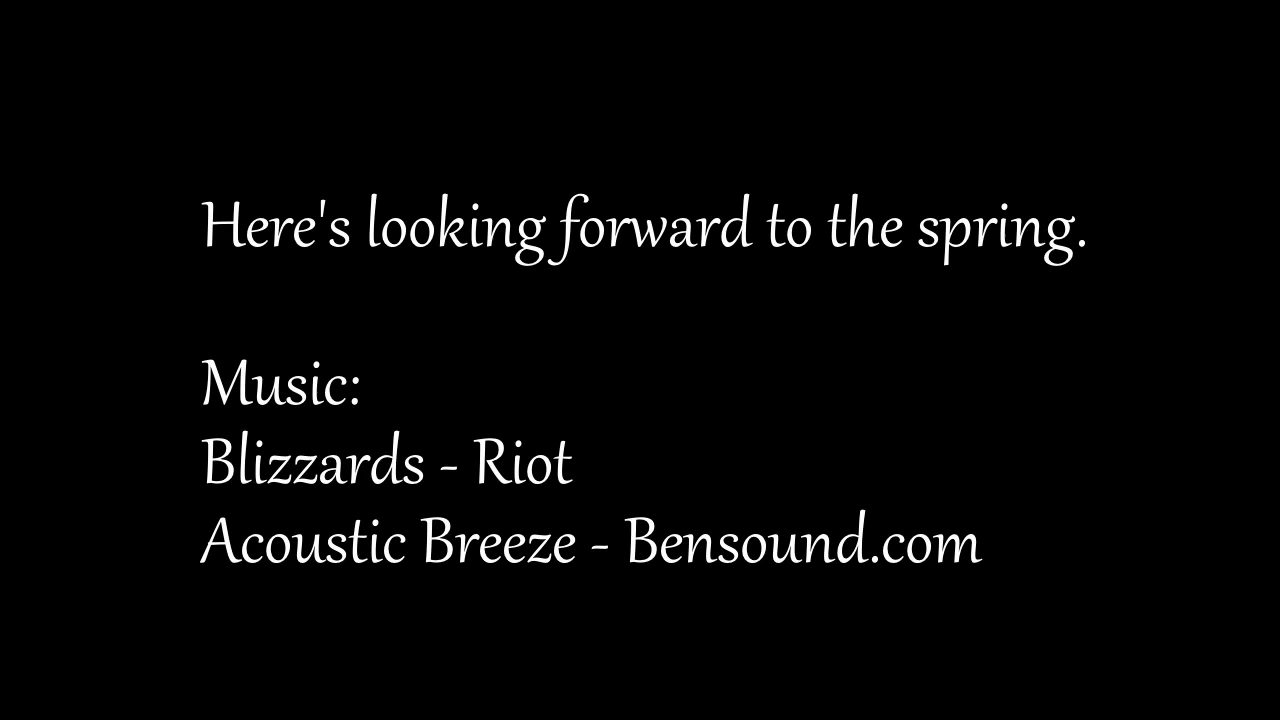 Here's looking forward to the spring.
Music:
Blizzards - Riot
Acoustic Breeze - Bensound.com